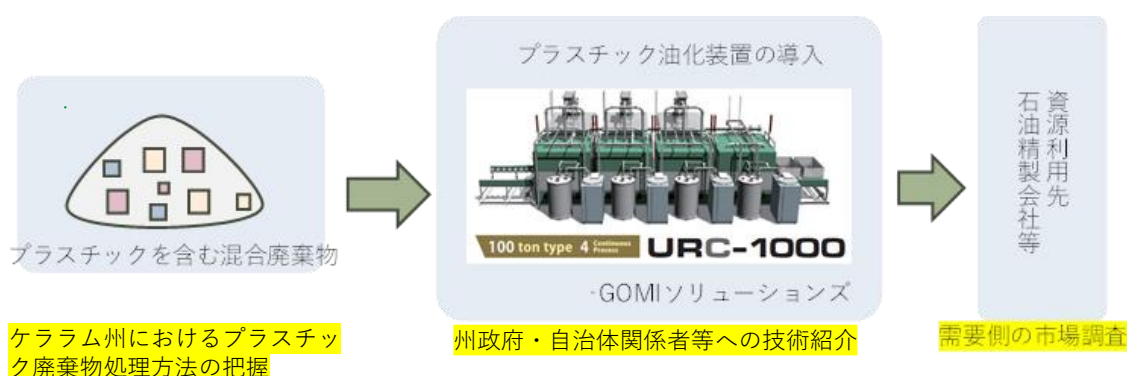 プラスチックを含む混合廃棄物
ケララム州におけるプラスチッ
ク廃棄物処理方法の把握
プラスチック油化装置の導入
100 ton type 4 Continuous Process URC-1000
-GOMIソリューションズ
州政府・自治体関係者等への技術紹介
資源利用先
石油精製会社等
需要側の市場調査